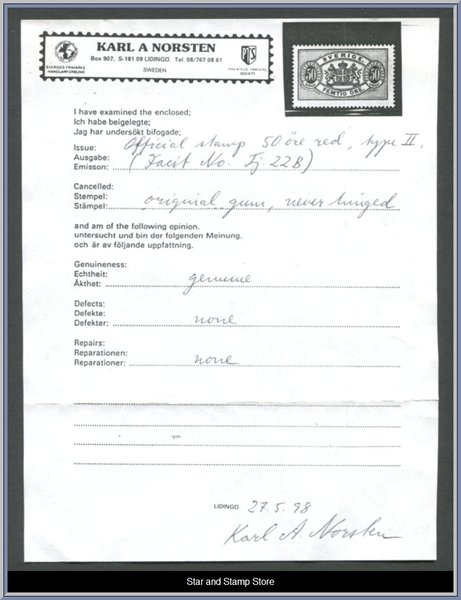 KARL A NORSTEN
Box 907, S-181 09 LIDINGÖ. Tel. 08/767 08 61
SWEDEN
SVERIGES FRIMÄRKS
HANDLARFÖRBUND
PTS
PHILATELIC TRADERS
SOCIETY
SVERIGE
50
50
FEMTIO ÖRE
I have examined the enclosed;
Ich habe beigelegte;
Jag har undersökt bifogade;
Issue:
Ausgabe:
Emission:
Official stamp 50 öre red, type II,
(Facit No. Tj 22B)
Cancelled:
Stempel:
Stämpel:
original gum, never hinged
and am of the following opinion,
untersucht und bin der folgenden Meinung,
och är av följande uppfattning.
Genuineness:
Echtheit:
Äkthet: genuine
Defects:
Defekte:
Defekter: none
Repairs:
Reparationen:
Reparationer: none
LIDINGÖ. 27.5.98
Karl A. Norsten
Star and Stamp Store